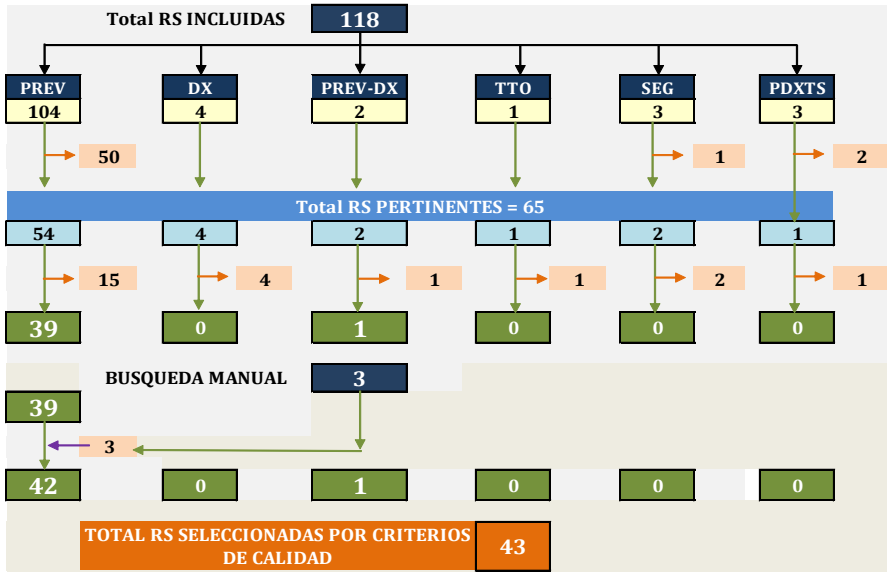 Total RS INCLUIDAS 118
PREV DX PREV-DX TTO SEG PDXTS
104 4 2 1 3 3
50 1 2
Total RS PERTINENTES = 65
54 4 2 1 2 1
15 4 1 1 2 1
39 0 1 0 0 0
BUSQUEDA MANUAL 3
39
3
42 0 1 0 0 0
TOTAL RS SELECCIONADAS POR CRITERIOS
DE CALIDAD
43